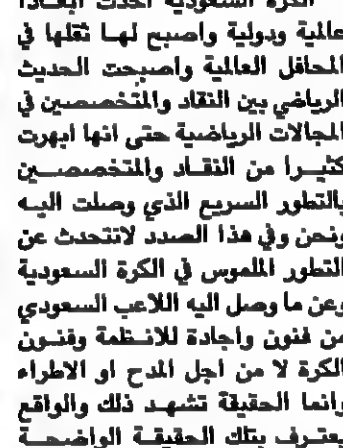 الكرة السعودية اخذت ابعادا
عالمية ودولية واصبح لها ثقلها في
المحافل العالمية واصبحت الحديث
الرياضي بين النقاد والمتخصصين في
المجالات الرياضية حتى انها ابهرت
كثيرا من النقاد والمتخصصين
بالتطور السريع الذي وصلت اليه
ونحن وفي هذا الصدد لانتحدث عن
التطور الملموس في الكرة السعودية
وعن ما وصل اليه اللاعب السعودي
من فنون واجادة للانظمة وفنون
الكرة لا من اجل المدح او الاطراء
وانما الحقيقة تشهد ذلك والواقع
يعترف بتلك الحقيقة الواضحة